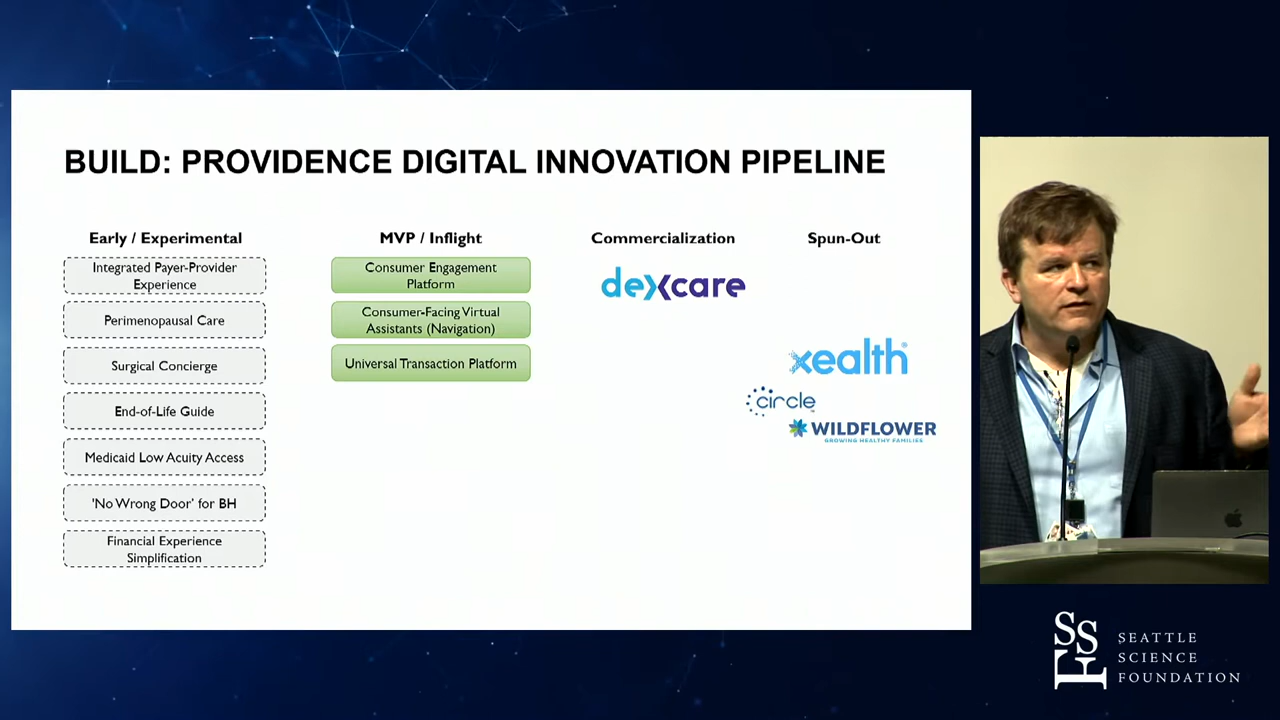 BUILD: PROVIDENCE DIGITAL INNOVATION PIPELINE
Early / Experimental
Integrated Payer-Provider
Experience
Perimenopausal Care
Surgical Concierge
End-of-Life Guide
Medicaid Low Acuity Access
'No Wrong Door' for BH
Financial Experience
Simplification
MVP / Inflight
Consumer Engagement
Platform
Consumer-Facing Virtual
Assistants (Navigation)
Universal Transaction Platform
Commercialization
dexcare
Spun-Out
xealth
circle
WILDFLOWER
GROWING HEALTHY FAMILIES
SSF
SEATTLE
SCIENCE
FOUNDATION